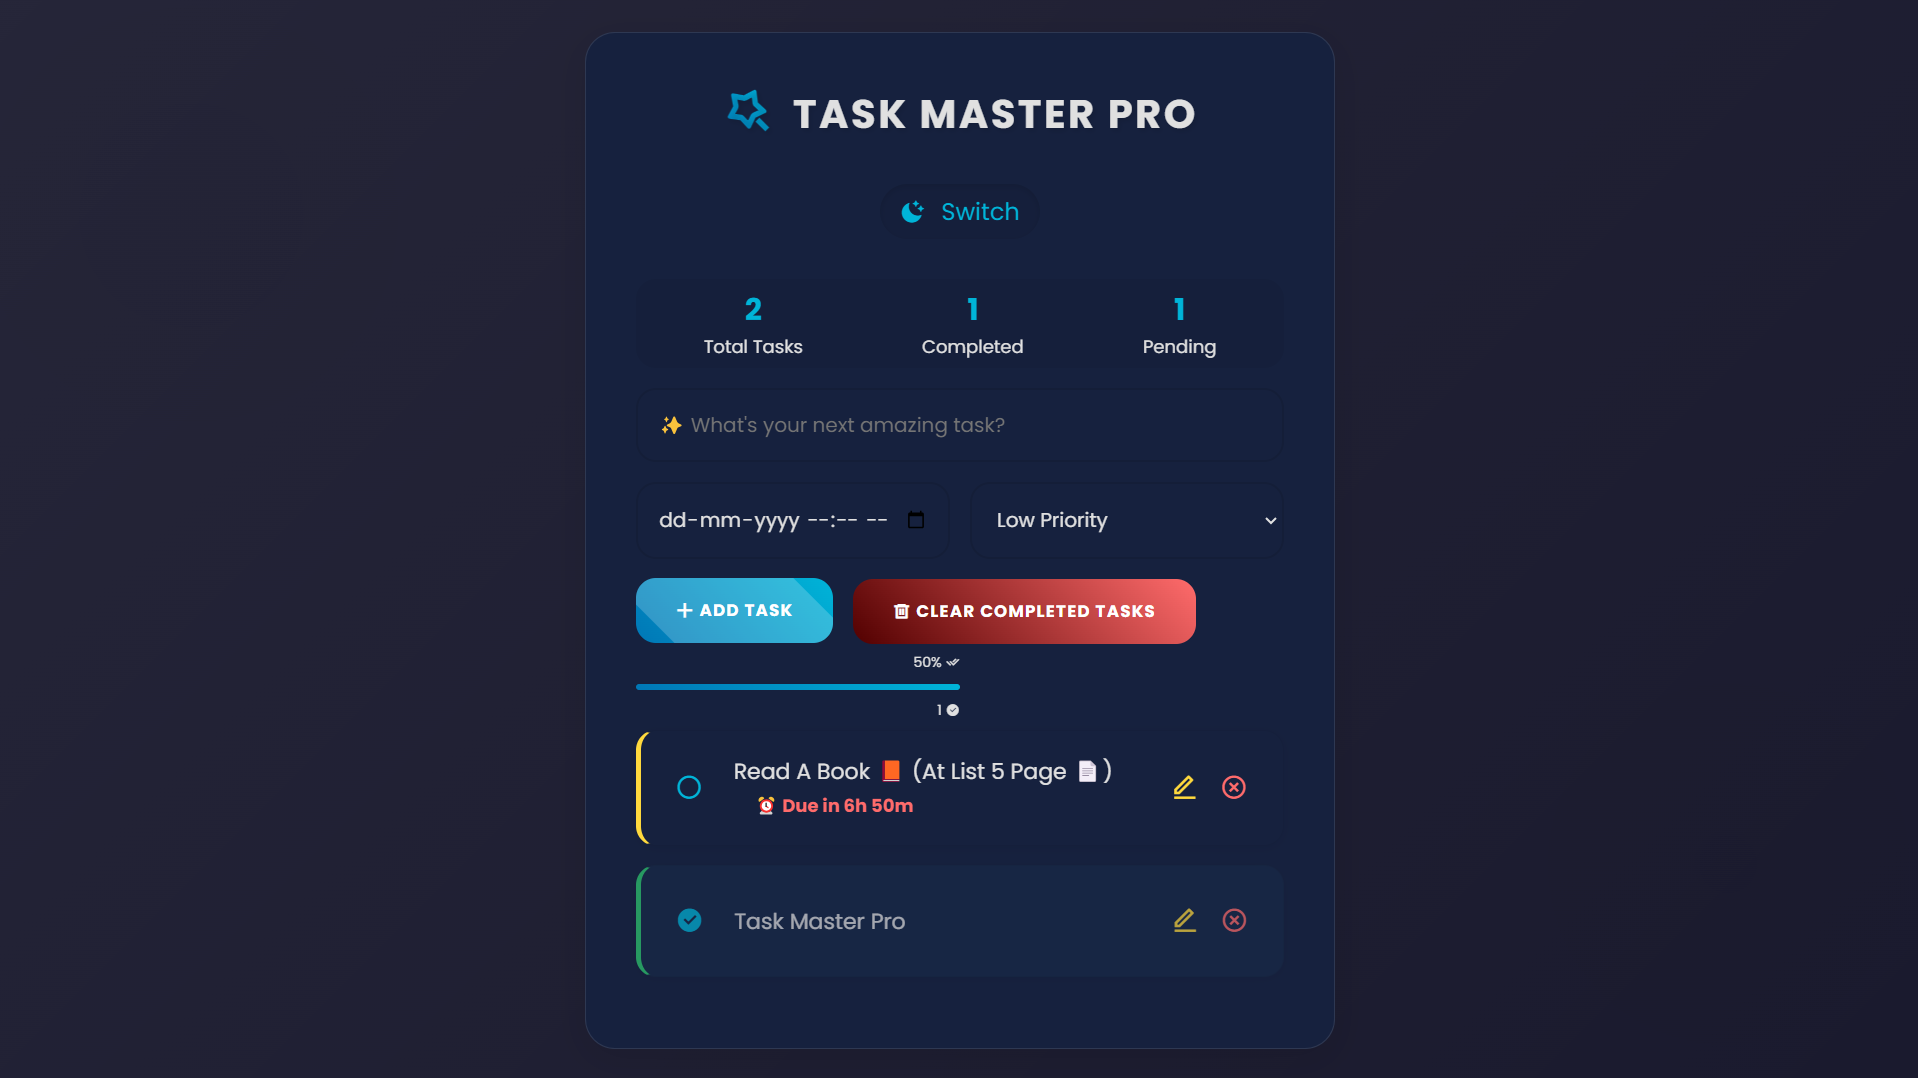 TASK MASTER PRO
Switch
2 1 1
Total Tasks Completed Pending
✨ What's your next amazing task?
dd-mm-yyyy --:-- -- Low Priority
+ ADD TASK CLEAR COMPLETED TASKS
50%
1
Read A Book 📕 (At List 5 Page 📄)
⏰ Due in 6h 50m
Task Master Pro